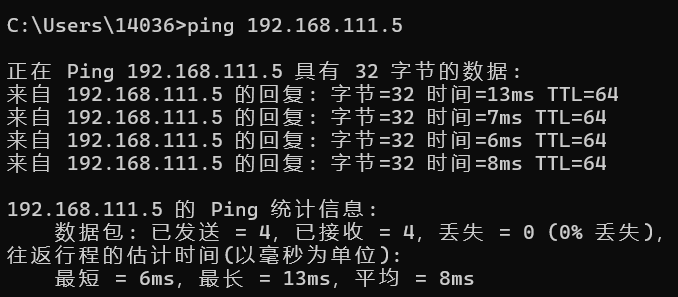 C:\Users\14036>ping 192.168.111.5
正在 Ping 192.168.111.5 具有 32 字节的数据:
来自 192.168.111.5 的回复: 字节=32 时间=13ms TTL=64
来自 192.168.111.5 的回复: 字节=32 时间=7ms TTL=64
来自 192.168.111.5 的回复: 字节=32 时间=6ms TTL=64
来自 192.168.111.5 的回复: 字节=32 时间=8ms TTL=64
192.168.111.5 的 Ping 统计信息:
数据包: 已发送 = 4, 已接收 = 4, 丢失 = 0 (0% 丢失),
往返行程的估计时间(以毫秒为单位):
最短 = 6ms, 最长 = 13ms, 平均 = 8ms